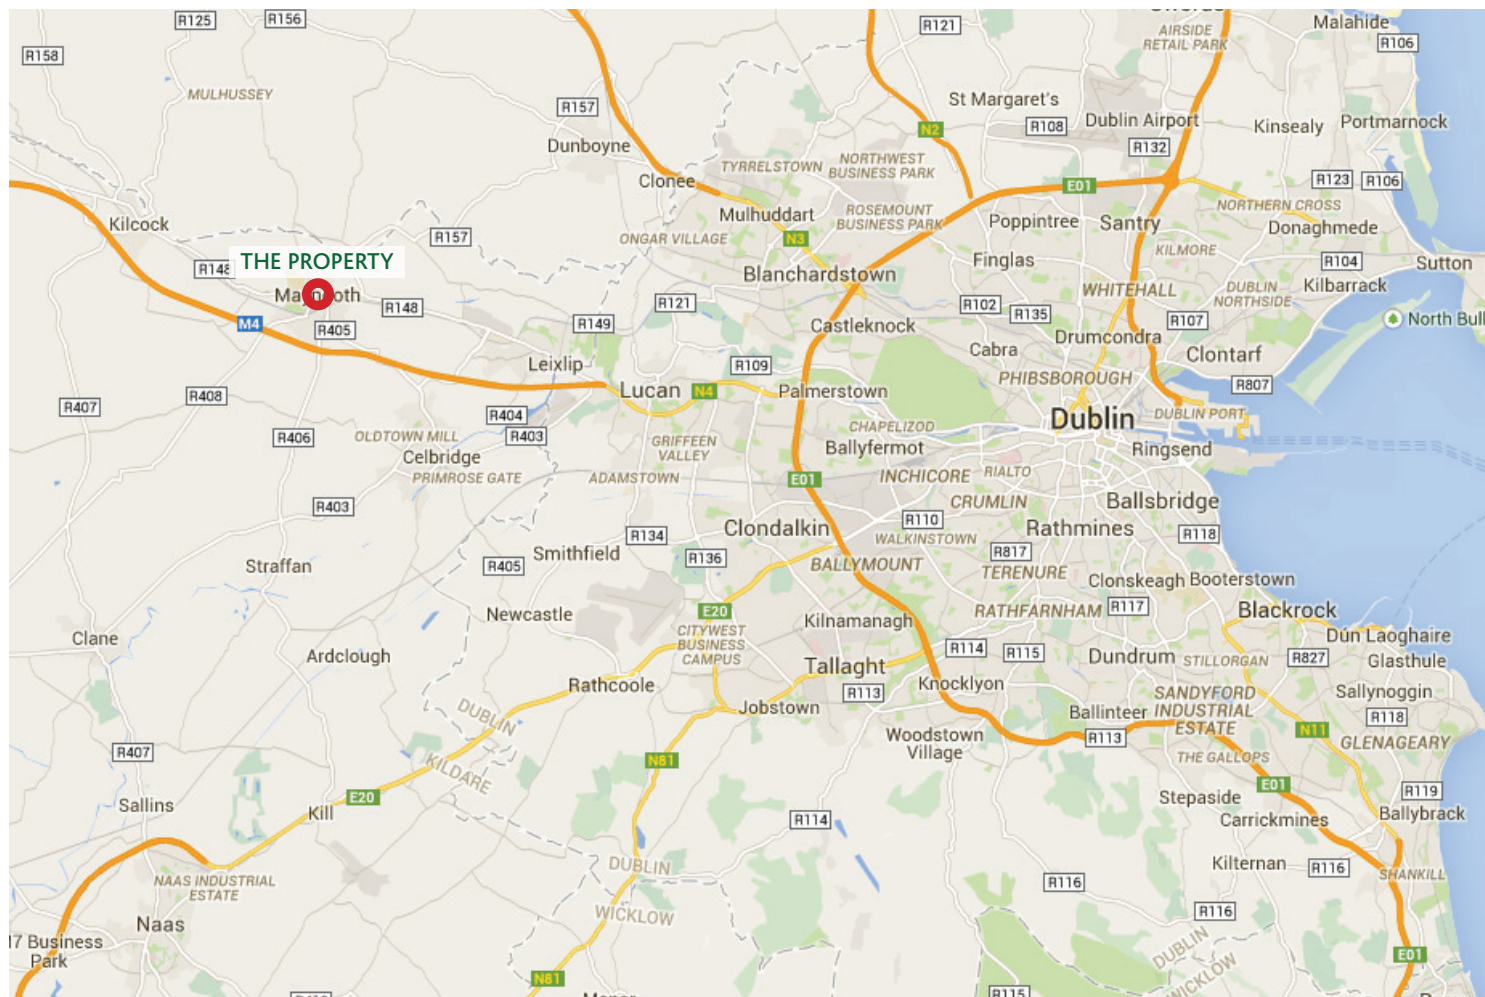 R125
R156
R121
Malahide
AIRSIDE
RETAIL PARK
R106
R158
MULHUSSEY
R157
St Margaret's
N2
R108
Dublin Airport
Kinsealy
Portmarnock
Dunboyne
R132
TYRRELSTOWN
NORTHWEST
BUSINESS PARK
Clonee
E01
R123
R106
Mulhuddart
ROSEMOUNT
BUSINESS PARK
NORTHERN CROSS
Kilcock
Poppintree
Santry
Donaghmede
R157
ONGAR VILLAGE
N3
KILMORE
R148
THE PROPERTY
Finglas
R104
Sutton
Blanchardstown
Maynooth
WHITEHALL
DUBLIN
NORTHSIDE
Kilbarrack
R148
R121
R102
R135
M4
R405
R149
Castleknock
R107
North Bull
Drumcondra
Cabra
Clontarf
Leixlip
R109
PHIBSBOROUGH
R807
Lucan
N4
Palmerstown
R408
R407
R404
Dublin
DUBLIN PORT
R406
OLDTOWN MILL
R403
GRIFFEEN
VALLEY
CHAPELIZOD
Celbridge
Ballyfermot
Ringsend
PRIMROSE GATE
ADAMSTOWN
E01
INCHICORE
RIALTO
R403
CRUMLIN
Ballsbridge
Clondalkin
R110
Rathmines
R134
WALKINSTOWN
R118
Smithfield
R136
R817
Straffan
R405
BALLYMOUNT
TERENURE
Clonskeagh
Booterstown
Newcastle
E20
RATHFARNHAM
R117
Blackrock
Kilnamanagh
Clane
CITYWEST
BUSINESS
CAMPUS
Dún Laoghaire
Ardclough
R114
R115
Dundrum
STILLORGAN
R827
Glasthule
Tallaght
Rathcoole
R113
Knocklyon
SANDYFORD
INDUSTRIAL
ESTATE
Sallynoggin
Jobstown
Ballinteer
R118
DUBLIN
Woodstown
Village
R113
N11
GLENAGEARY
R407
KILDARE
N81
THE GALLOPS
E01
R119
Sallins
E20
Kill
Stepaside
Carrickmines
Ballybrack
R114
DUBLIN
Kilternan
R116
SHANKILL
NAAS INDUSTRIAL
ESTATE
R116
WICKLOW
R116
Naas
17 Business
Park
DUBLIN
WICKLOW
E01
N81
R115